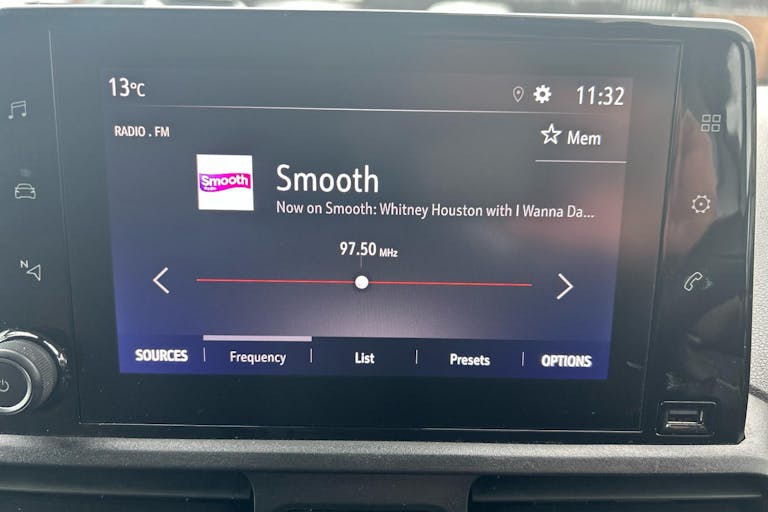 13°C
11:32
RADIO . FM
Mem
Smooth
Radio
Smooth
Now on Smooth: Whitney Houston with I Wanna Da...
97.50 MHz
N
SOURCES
Frequency
List
Presets
OPTIONS